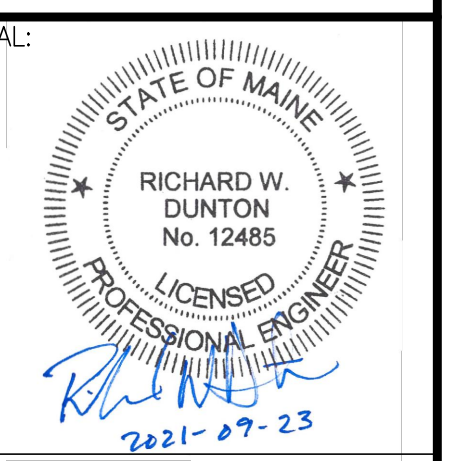 AL:
STATE OF MAINE
RICHARD W.
DUNTON
No. 12485
LICENSED
PROFESSIONAL ENGINEER
2021-09-23